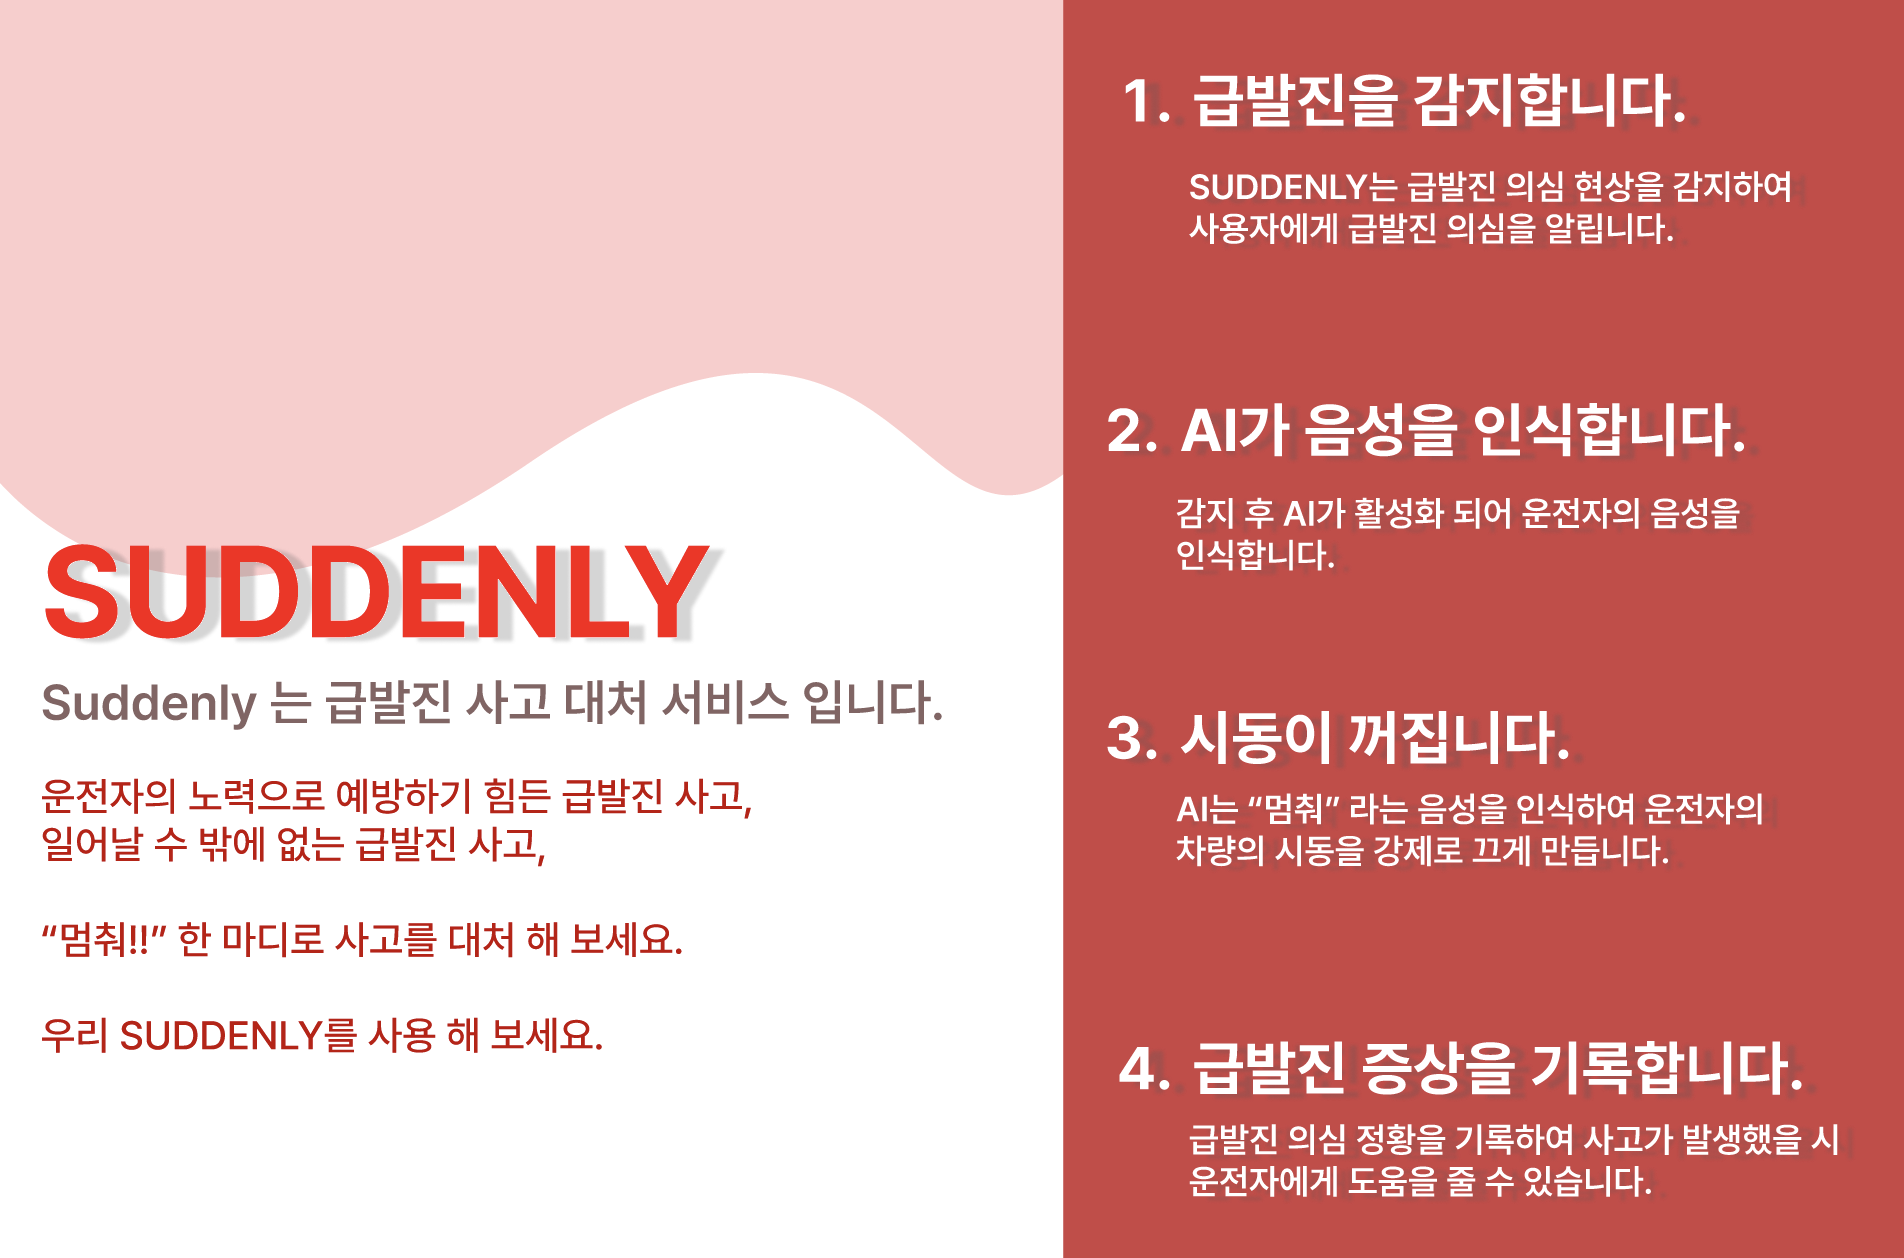 SUDDENLY
Suddenly 는 급발진 사고 대처 서비스 입니다.
운전자의 노력으로 예방하기 힘든 급발진 사고,
일어날 수 밖에 없는 급발진 사고,
“멈춰!!” 한 마디로 사고를 대처 해 보세요.
우리 SUDDENLY를 사용 해 보세요.
1. 급발진을 감지합니다.
SUDDENLY는 급발진 의심 현상을 감지하여
사용자에게 급발진 의심을 알립니다.
2. AI가 음성을 인식합니다.
감지 후 AI가 활성화 되어 운전자의 음성을
인식합니다.
3. 시동이 꺼집니다.
AI는 “멈춰” 라는 음성을 인식하여 운전자의
차량의 시동을 강제로 끄게 만듭니다.
4. 급발진 증상을 기록합니다.
급발진 의심 정황을 기록하여 사고가 발생했을 시
운전자에게 도움을 줄 수 있습니다.